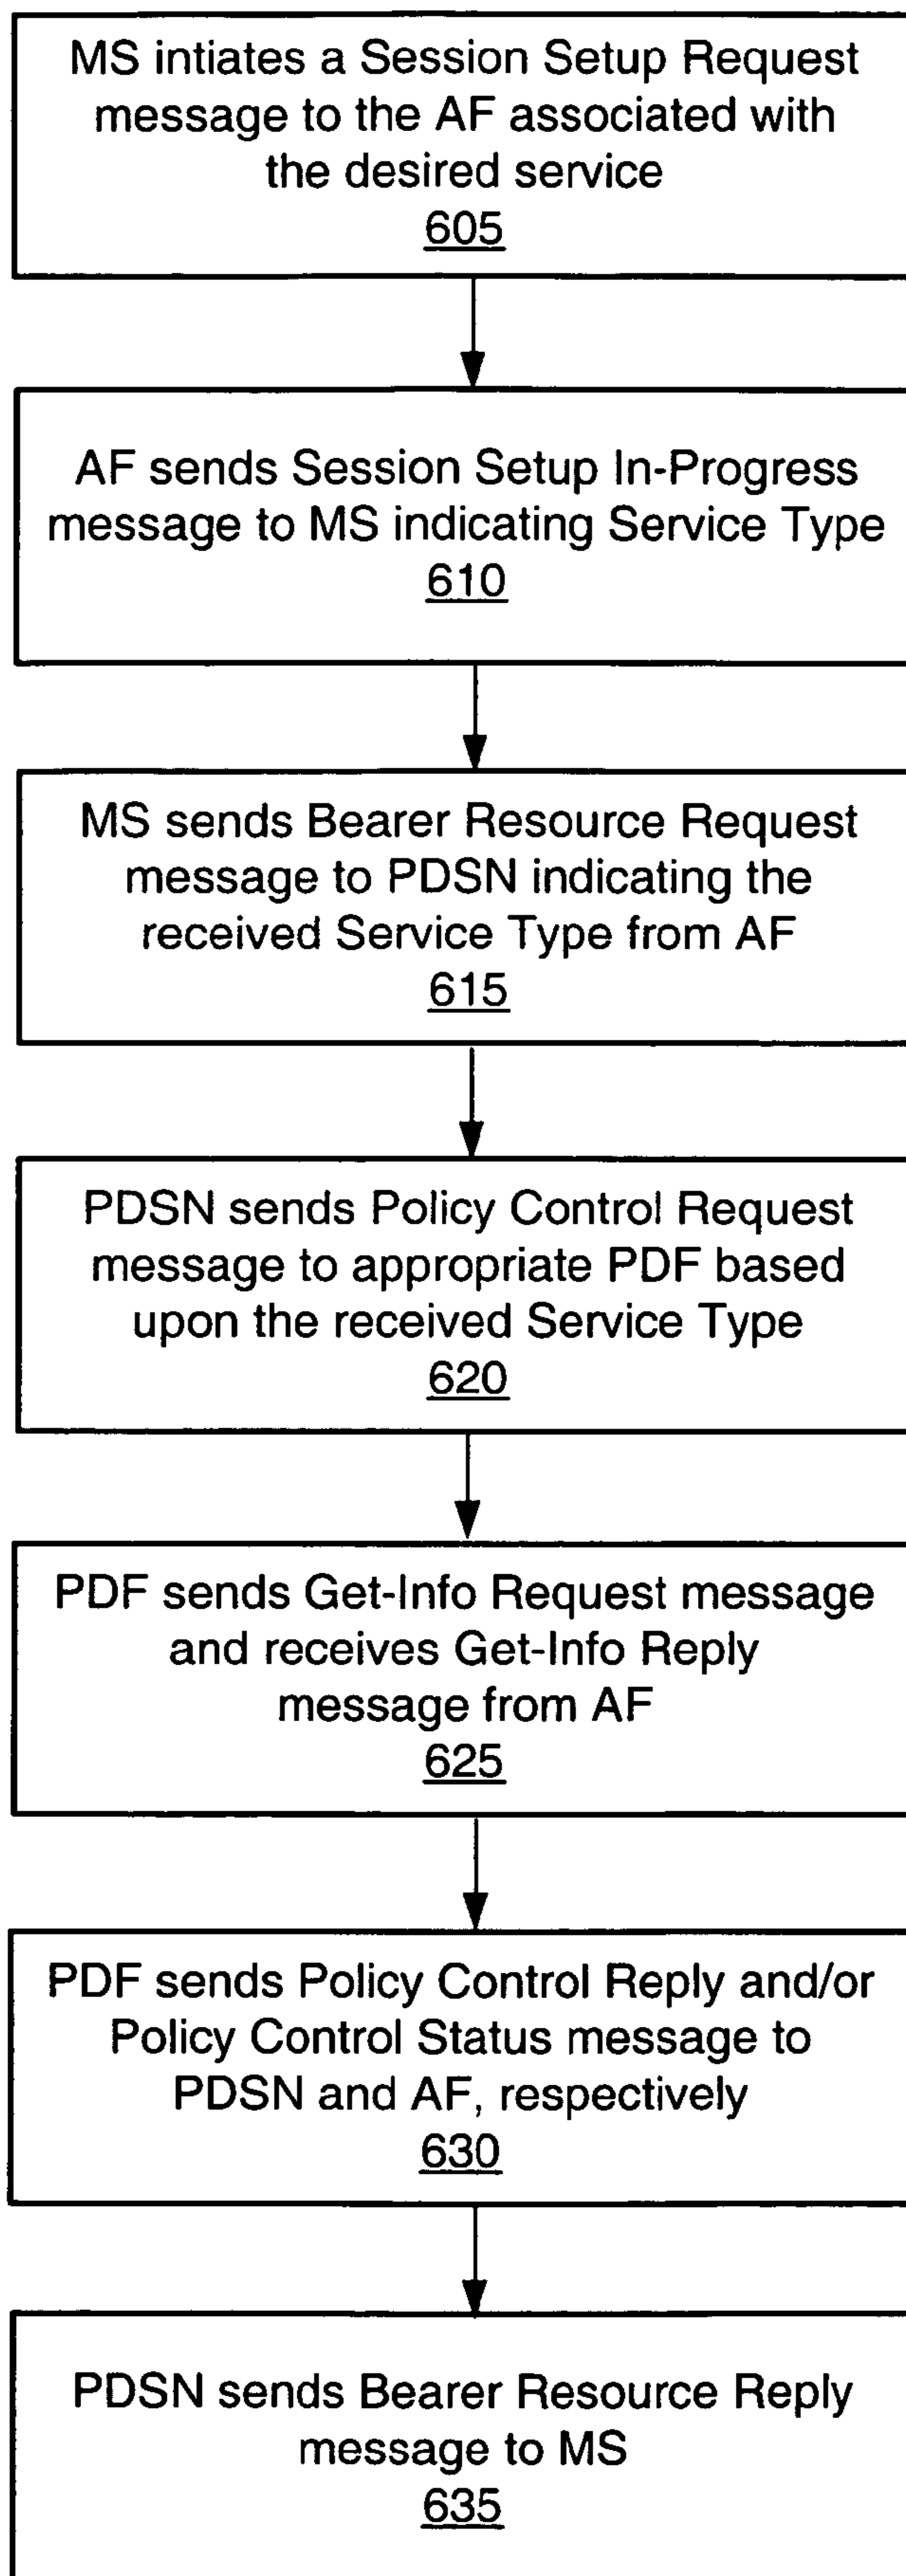 MS intiates a Session Setup Request
message to the AF associated with
the desired service
605
AF sends Session Setup In-Progress
message to MS indicating Service Type
610
MS sends Bearer Resource Request
message to PDSN indicating the
received Service Type from AF
615
PDSN sends Policy Control Request
message to appropriate PDF based
upon the received Service Type
620
PDF sends Get-Info Request message
and receives Get-Info Reply
message from AF
625
PDF sends Policy Control Reply and/or
Policy Control Status message to
PDSN and AF, respectively
630
PDSN sends Bearer Resource Reply
message to MS
635